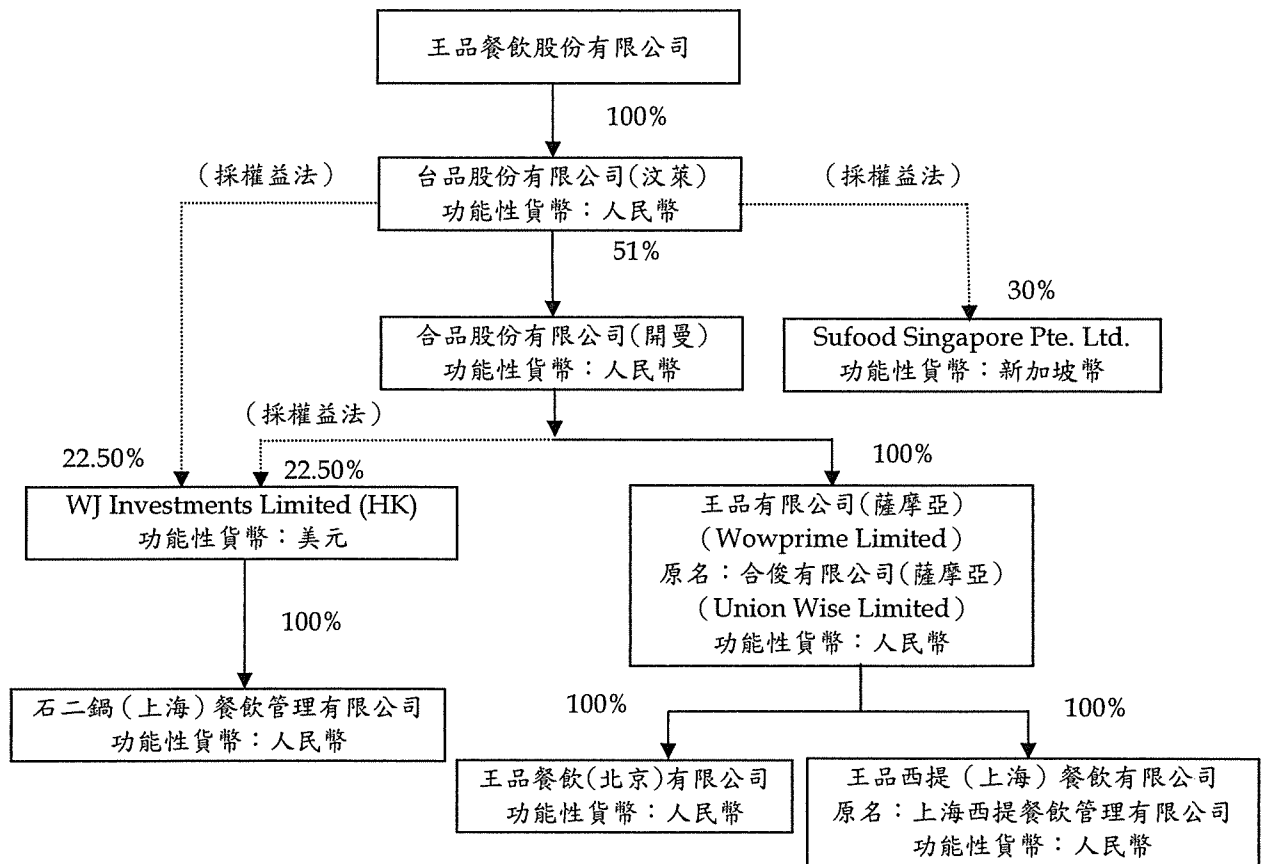 王品餐飲股份有限公司
100%
(採權益法)
台品股份有限公司(汶萊)
功能性貨幣：人民幣
(採權益法)
51%
30%
合品股份有限公司(開曼)
功能性貨幣：人民幣
Sufood Singapore Pte. Ltd.
功能性貨幣：新加坡幣
(採權益法)
22.50%
22.50%
100%
WJ Investments Limited (HK)
功能性貨幣：美元
王品有限公司(薩摩亞)
(Wowprime Limited)
原名：合俊有限公司(薩摩亞)
(Union Wise Limited)
功能性貨幣：人民幣
100%
石二鍋(上海)餐飲管理有限公司
功能性貨幣：人民幣
100%
100%
王品餐飲(北京)有限公司
功能性貨幣：人民幣
王品西提(上海)餐飲有限公司
原名：上海西提餐飲管理有限公司
功能性貨幣：人民幣